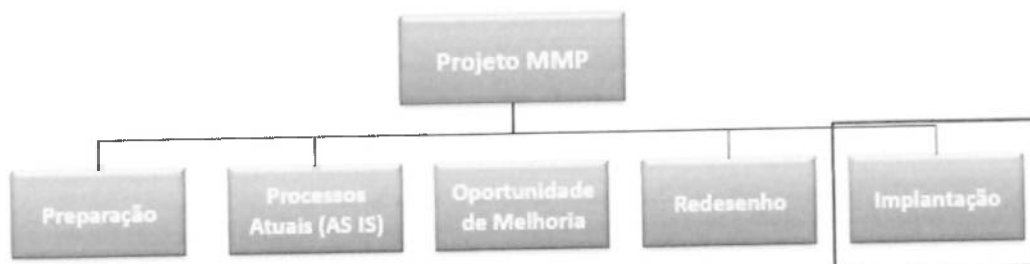 Projeto MMP
Preparação
Processos
Atuais (AS IS)
Oportunidade
de Melhoria
Redesenho
Implantação